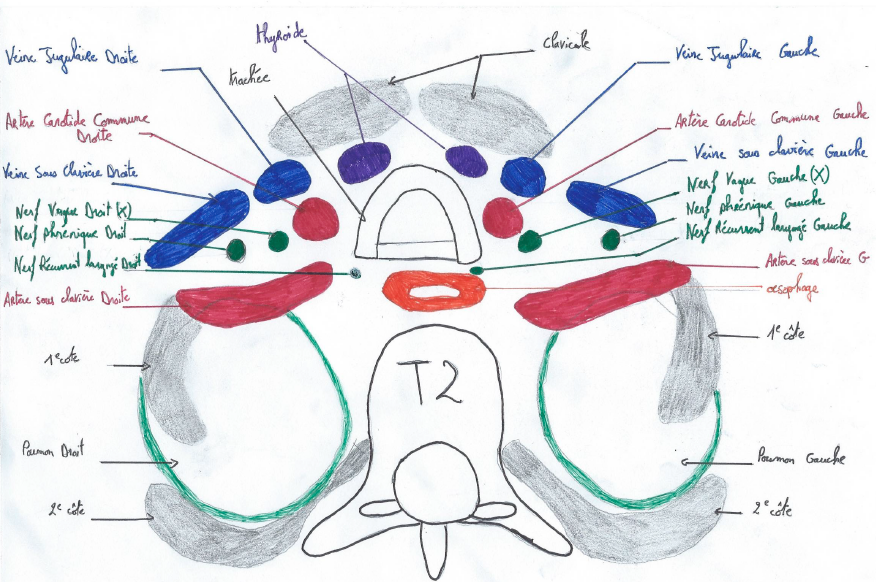 thyroïde
clavicule
Veine Jugulaire Droite
trachée
Veine Jugulaire Gauche
Artère Carotide Commune
Droite
Artère Carotide Commune Gauche
Veine sous clavière Droite
Veine sous clavière Gauche
Nerf Vague Droit (X)
Nerf Vague Gauche (X)
Nerf Phrénique Droit
Nerf Phrénique Gauche
Nerf Récurrent laryngé Droit
Nerf Récurrent laryngé Gauche
Artère sous clavière Droite
Artère sous clavière G
œsophage
1e côte
1e côte
T2
Poumon Droit
Poumon Gauche
2e côte
2e côte